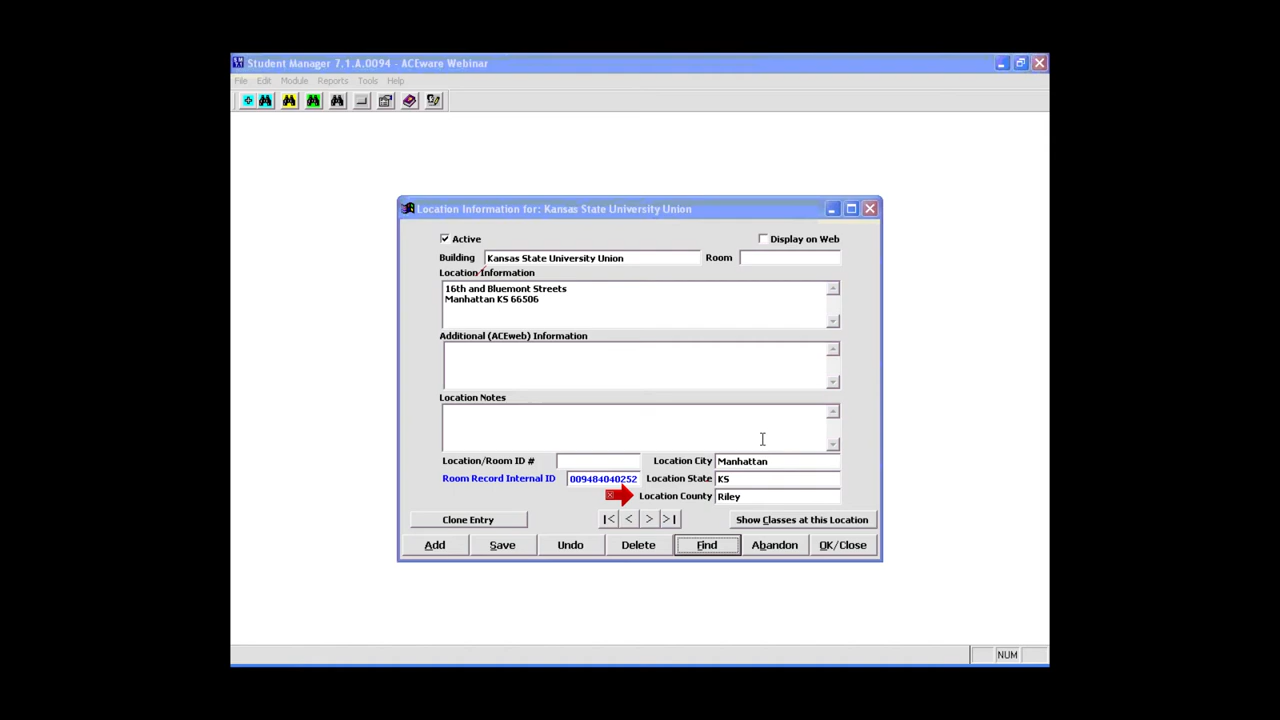 Student Manager 7.1.A.0094 - ACEware Webinar
File Edit Module Reports Tools Help
Location Information for: Kansas State University Union
Active Display on Web
Building Kansas State University Union Room
Location Information
16th and Bluemont Streets
Manhattan KS 66506
Additional (ACEweb) Information
Location Notes
Location/Room ID # Location City Manhattan
Room Record Internal ID 009484040252 Location State KS
Location County Riley
Clone Entry |< < > >| Show Classes at this Location
Add Save Undo Delete Find Abandon OK/Close
NUM